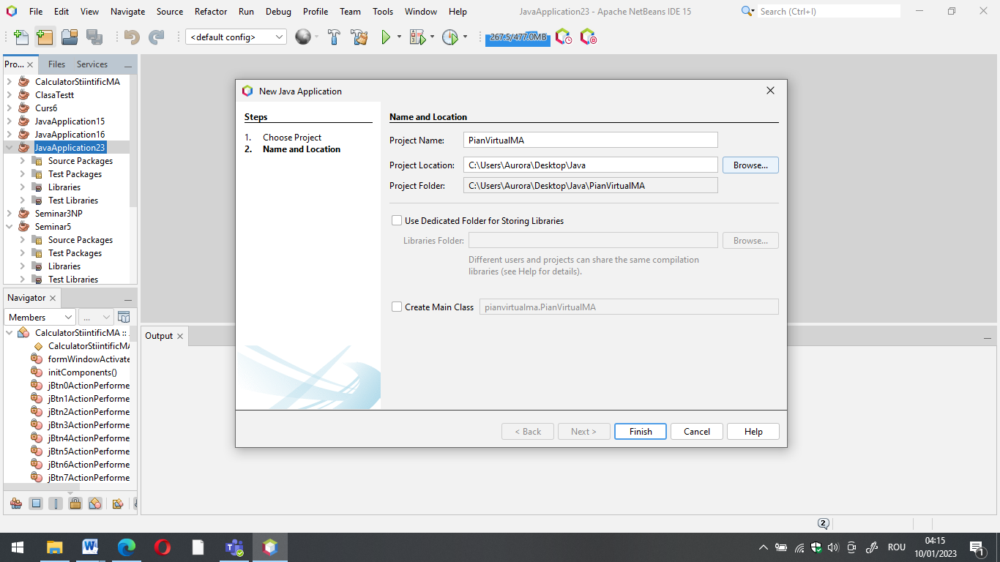 File Edit View Navigate Source Refactor Run Debug Profile Team Tools Window Help JavaApplication23 - Apache NetBeans IDE 15 Search (Ctrl+I)
<default config> 267.5/477.0MB
Pro... Files Services
CalculatorStiintificMA
ClasaTestt
Curs6
JavaApplication15
JavaApplication16
JavaApplication23
Source Packages
Test Packages
Libraries
Test Libraries
Seminar3NP
Seminar5
Source Packages
Test Packages
Libraries
Test Libraries
Navigator
Members ...
CalculatorStiintificMA :: .
CalculatorStiintificMA
formWindowActivate
initComponents()
jBtn0ActionPerforme
jBtn1ActionPerforme
jBtn2ActionPerforme
jBtn3ActionPerforme
jBtn4ActionPerforme
jBtn5ActionPerforme
jBtn6ActionPerforme
jBtn7ActionPerforme
New Java Application
Steps
1. Choose Project
2. Name and Location
Name and Location
Project Name: PianVirtualMA
Project Location: C:\Users\Aurora\Desktop\Java Browse...
Project Folder: C:\Users\Aurora\Desktop\Java\PianVirtualMA
Use Dedicated Folder for Storing Libraries
Libraries Folder: Browse...
Different users and projects can share the same compilation
libraries (see Help for details).
Create Main Class pianvirtualma.PianVirtualMA
< Back Next > Finish Cancel Help
Output
2
ROU 04:15
10/01/2023 1